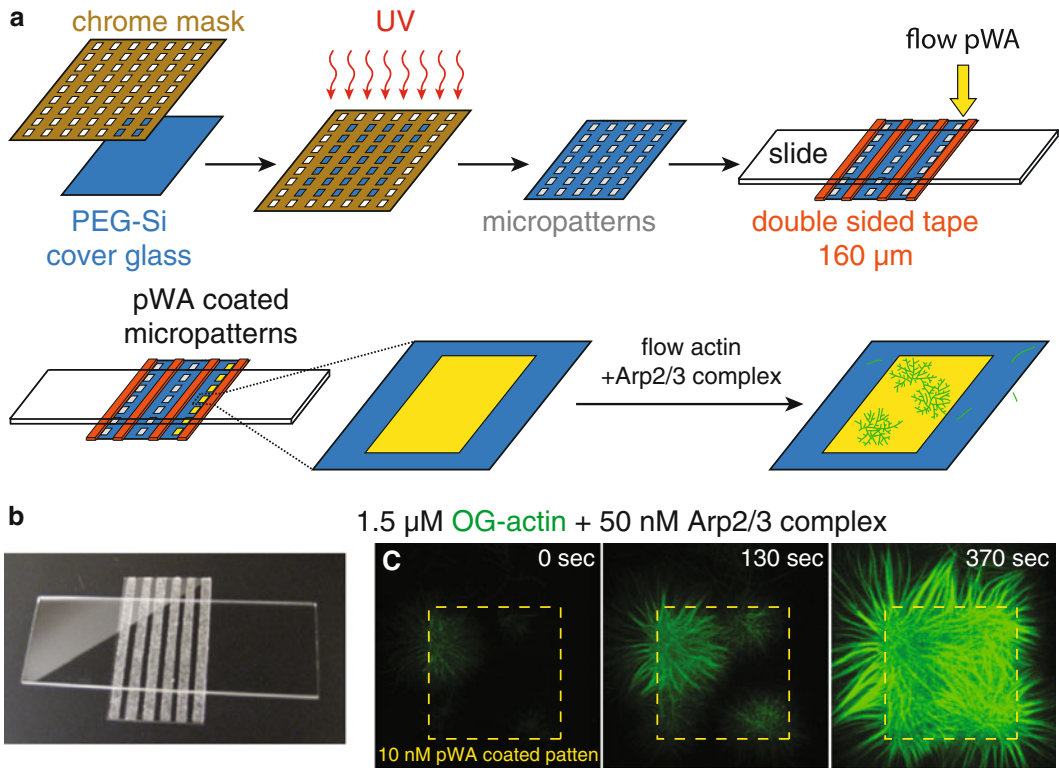 a
chrome mask
UV
flow pWA
slide
PEG-Si
cover glass
micropatterns
double sided tape
160 µm
pWA coated
micropatterns
flow actin
+Arp2/3 complex
b
1.5 µM OG-actin + 50 nM Arp2/3 complex
C
0 sec
130 sec
370 sec
10 nM pWA coated patten